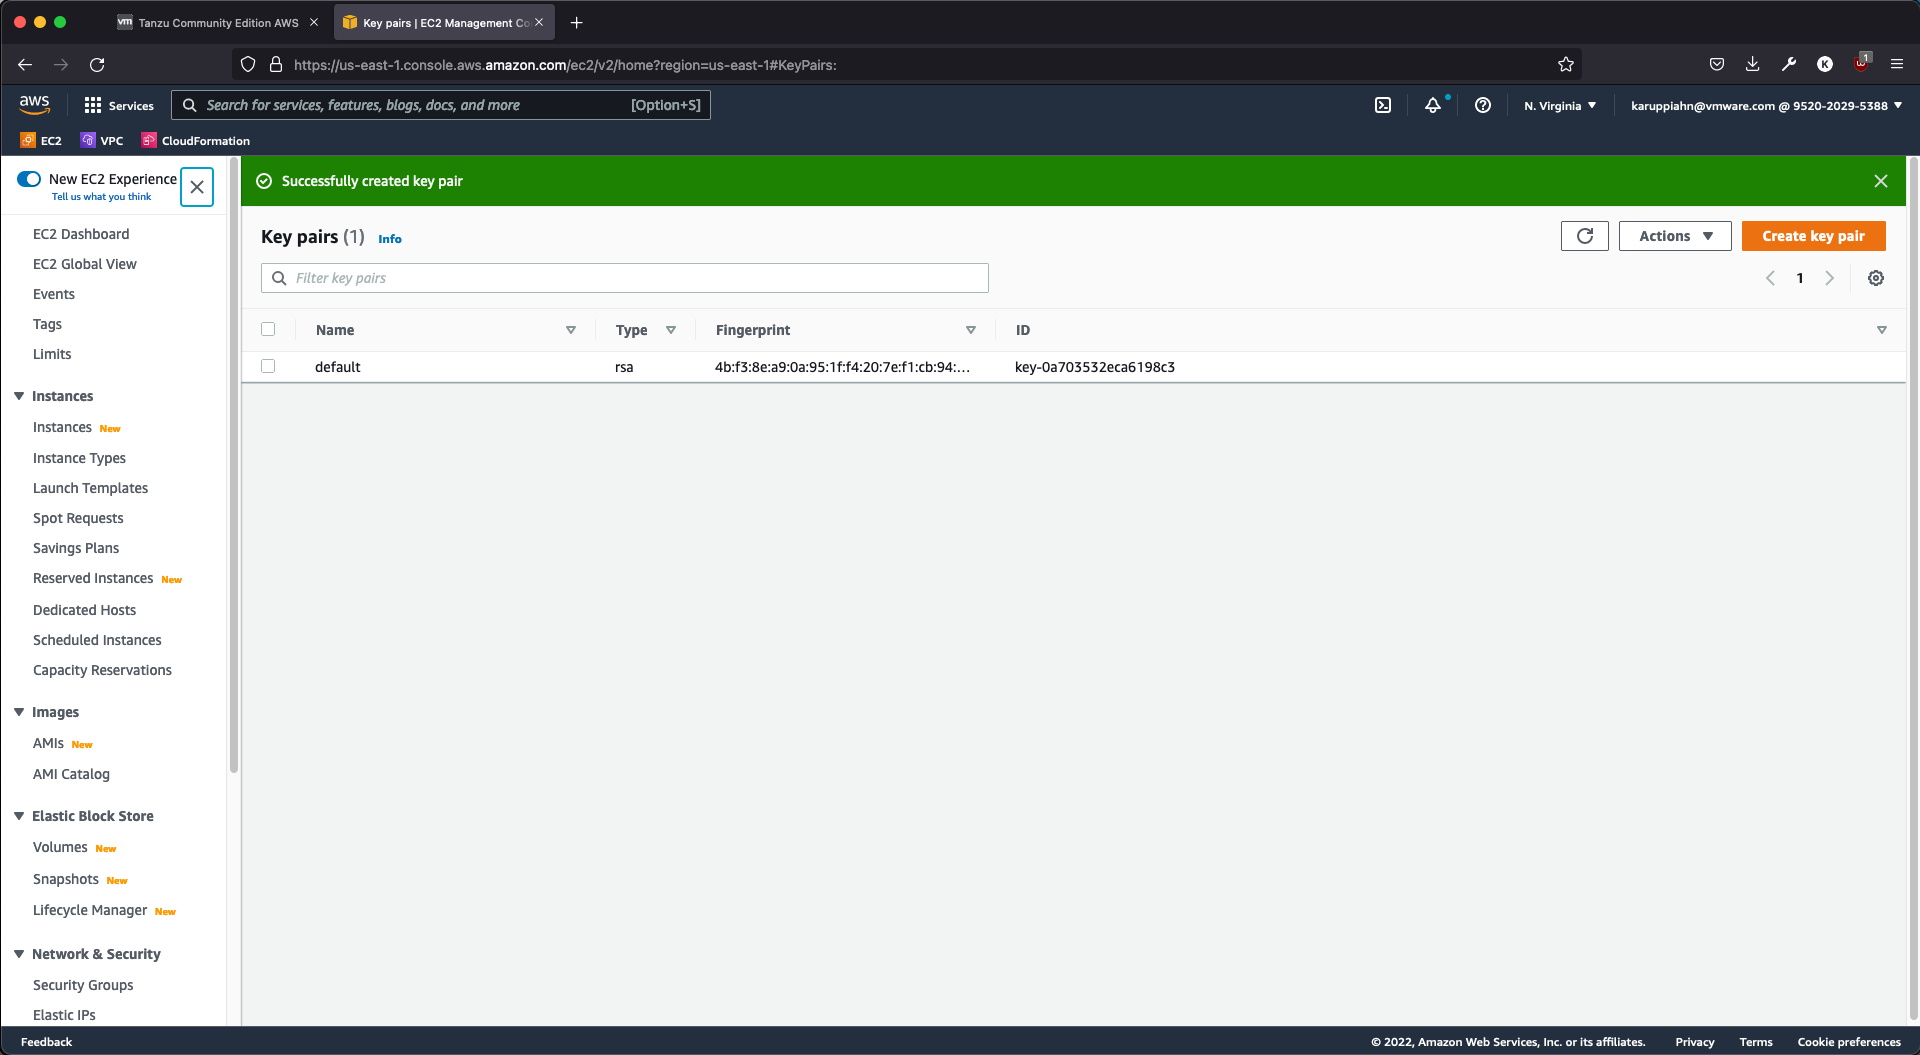 Tanzu Community Edition AWS
Key pairs | EC2 Management Co
https://us-east-1.console.aws.amazon.com/ec2/v2/home?region=us-east-1#KeyPairs:
K
1
aws
Services
Search for services, features, blogs, docs, and more
[Option+S]
N. Virginia
karuppiahn@vmware.com @ 9520-2029-5388
EC2
VPC
CloudFormation
New EC2 Experience
Tell us what you think
Successfully created key pair
Key pairs (1) Info
Actions
Create key pair
Filter key pairs
1
Name
Type
Fingerprint
ID
default
rsa
4b:f3:8e:a9:0a:95:1f:f4:20:7e:f1:cb:94:...
key-0a703532eca6198c3
EC2 Dashboard
EC2 Global View
Events
Tags
Limits
Instances
Instances New
Instance Types
Launch Templates
Spot Requests
Savings Plans
Reserved Instances New
Dedicated Hosts
Scheduled Instances
Capacity Reservations
Images
AMIs New
AMI Catalog
Elastic Block Store
Volumes New
Snapshots New
Lifecycle Manager New
Network & Security
Security Groups
Elastic IPs
Feedback
© 2022, Amazon Web Services, Inc. or its affiliates.
Privacy
Terms
Cookie preferences